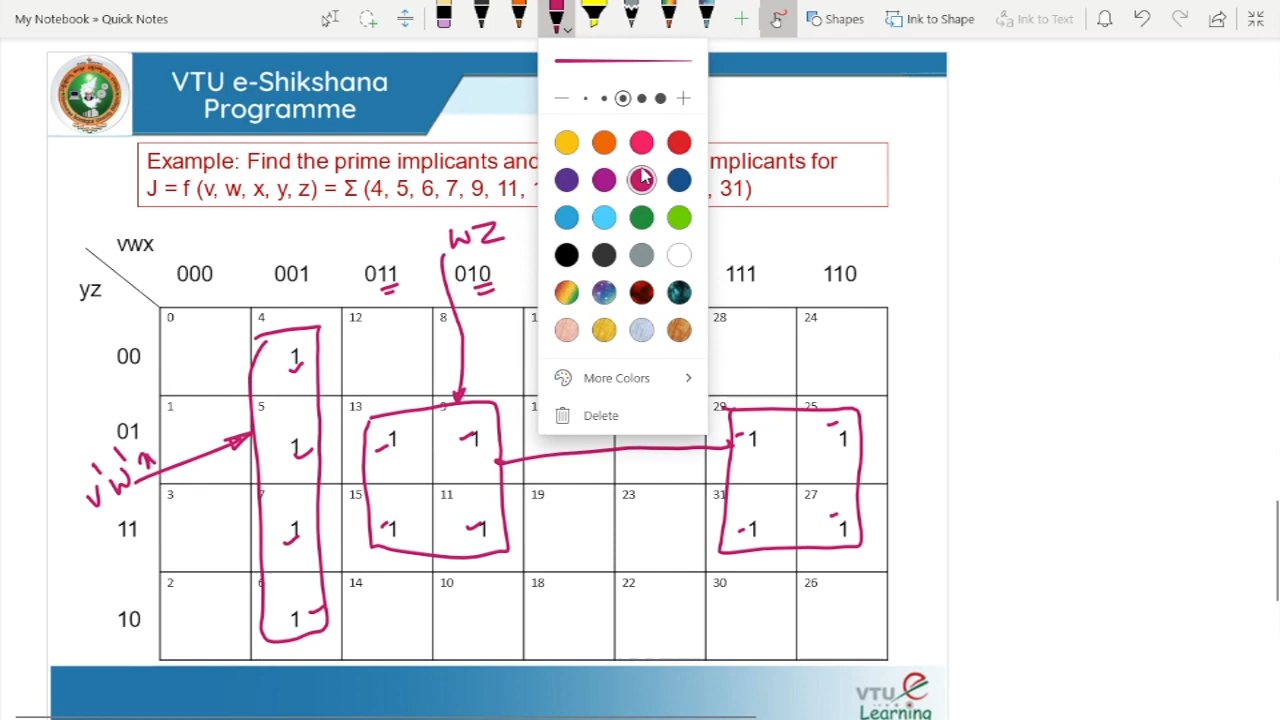 My Notebook » Quick Notes
Shapes Ink to Shape Ink to Text
VTU e-Shikshana
Programme
More Colors
Delete
Example: Find the prime implicants and mplicants for
J = f (v, w, x, y, z) = Σ (4, 5, 6, 7, 9, 11, 1 , 31)
wz
vwx
yz
000 001 011 010 111 110
00
0 4 12 8 1 28 24
1
01
1 5 13 9 1 29 25
1 1 1 1 1
v'w'x
11
3 7 15 11 19 23 31 27
1 1 1 1 1
10
2 6 14 10 18 22 30 26
1
VTU e
Learning